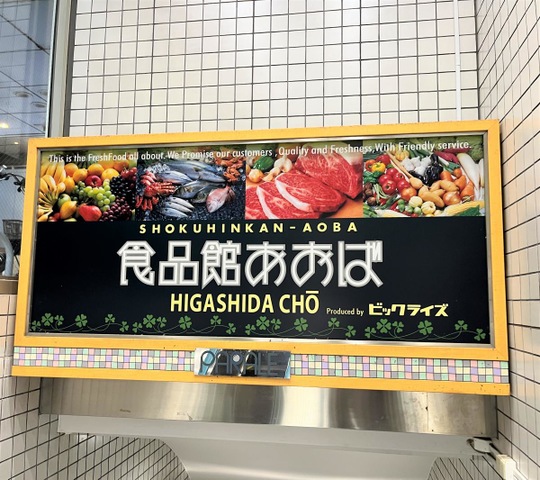 This is the FreshFood all about.We Promise our customers ,Quality and Freshness,With Friendly service.
SHOKUHINKAN-AOBA
食品館あおば
HIGASHIDA CHŌ
Produced by ビックライズ